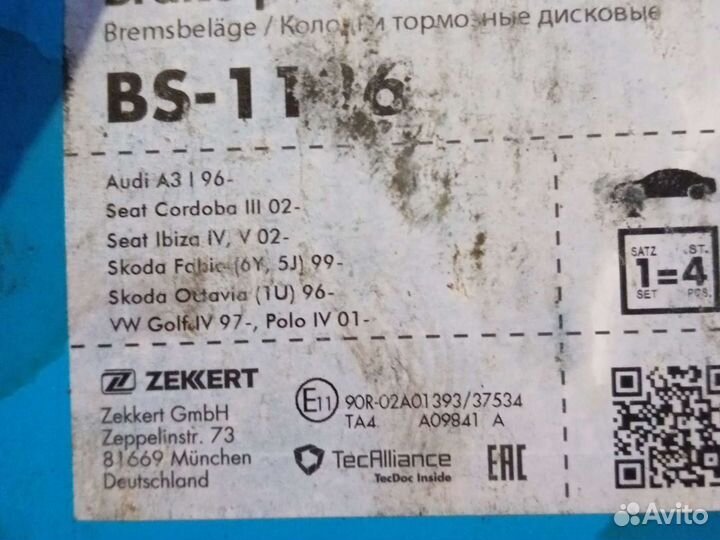 Bremsbeläge / Колодки тормозные дисковые
Audi A3 I 96-
Seat Cordoba III 02-
Seat Ibiza IV, V 02-
Skoda Fabia (6Y, 5J) 99-
Skoda Octavia (1U) 96-
VW Golf IV 97-, Polo IV 01-
SATZ ST.
1=4
SET POS.
ZEKKERT
Zekkert GmbH
Zeppelinstr. 73
81669 München
Deutschland
E11
90R-02A01393/37534
TA4 A09841 A
TecAlliance
TecDoc Inside
EAC
Avito